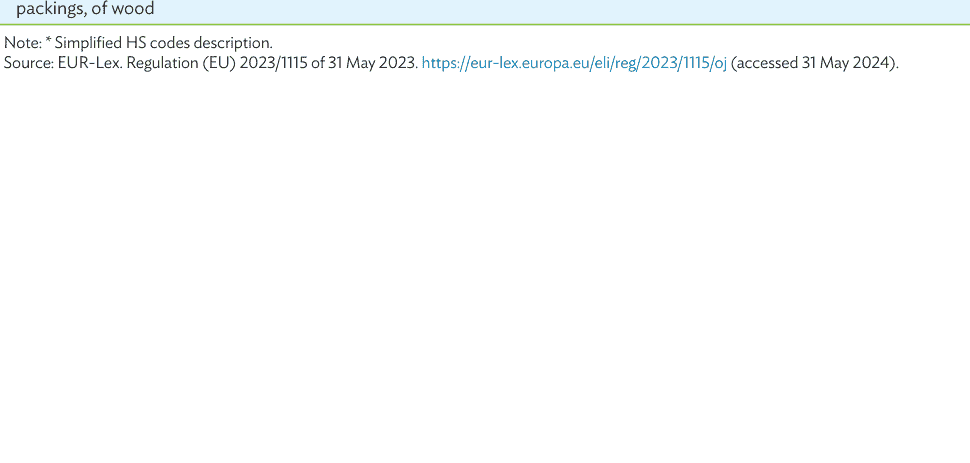 packings, of wood
Note: * Simplified HS codes description.
Source: EUR-Lex. Regulation (EU) 2023/1115 of 31 May 2023. https://eur-lex.europa.eu/eli/reg/2023/1115/oj (accessed 31 May 2024).